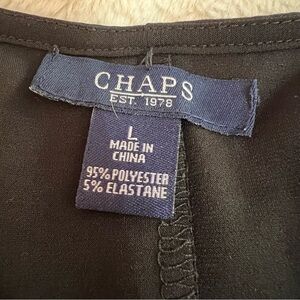 CHAPS
EST. 1978
L
MADE IN
CHINA
95% POLYESTER
5% ELASTANE